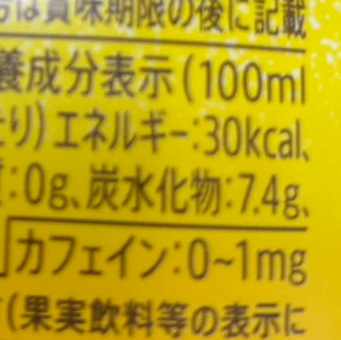 は賞味期限の後に記載
養成分表示(100ml
り)エネルギー:30kcal、
:0g、炭水化物:7.4g、
カフェイン:0~1mg
(果実飲料等の表示に